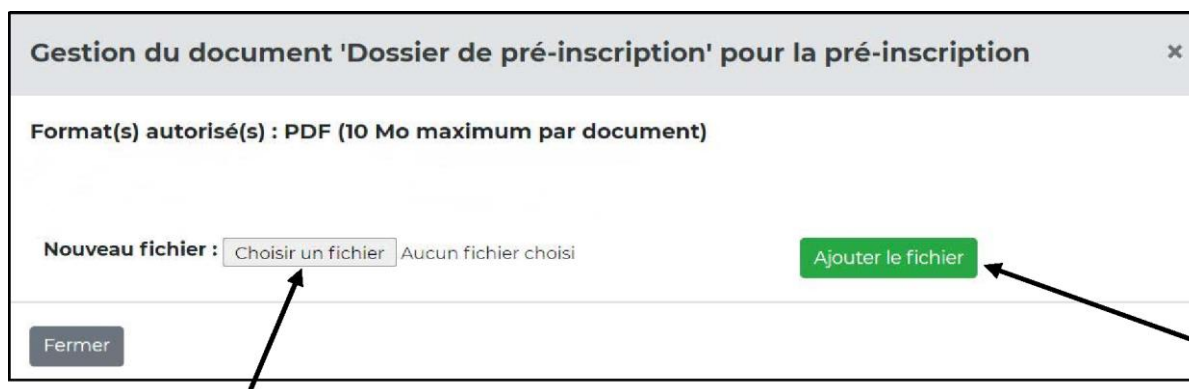 Gestion du document 'Dossier de pré-inscription' pour la pré-inscription ×
Format(s) autorisé(s) : PDF (10 Mo maximum par document)
Nouveau fichier : Choisir un fichier Aucun fichier choisi Ajouter le fichier
Fermer